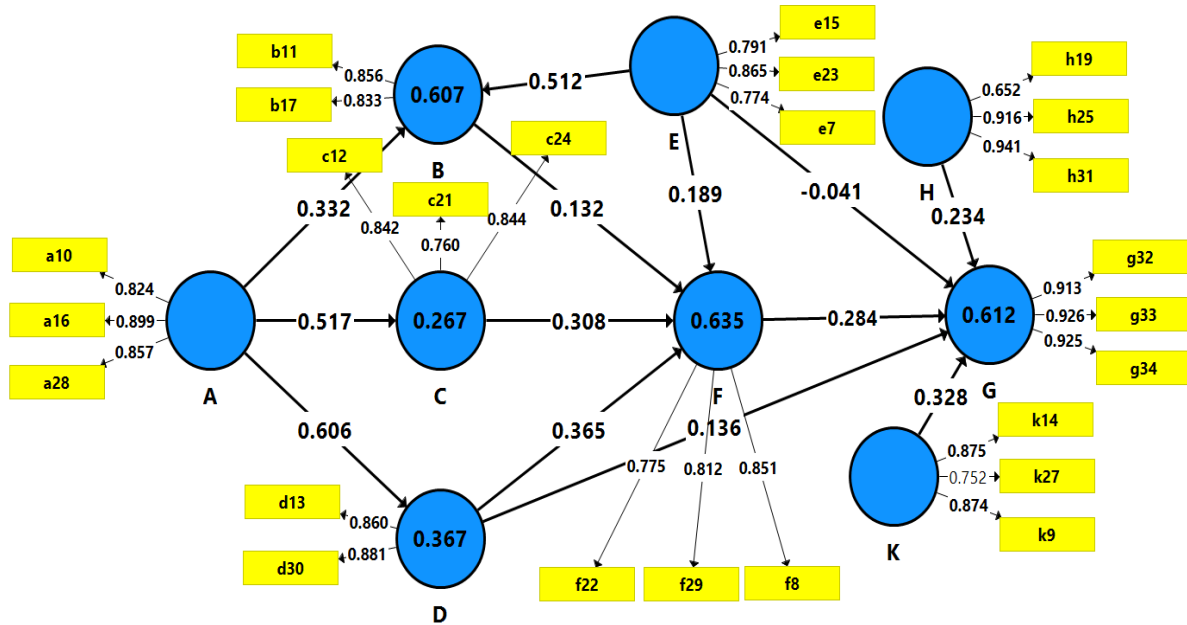 e15
b11
0.791
h19
0.856
0.865
e23
0.512
0.607
b17
0.833
0.774
0.652
e7
0.916
h25
c24
E
c12
0.941
B
h31
-0.041
H
c21
0.189
0.332
0.132
0.844
0.234
0.842
0.760
a10
g32
0.824
0.913
a16
0.899
0.517
0.267
0.308
0.635
0.284
0.612
0.926
g33
0.857
0.925
g34
a28
A
C
F
G
0.328
k14
0.606
0.365
0.136
0.875
0.775
0.812
0.851
0.752
k27
d13
0.874
0.860
k9
0.367
K
0.881
d30
f22
f29
f8
D